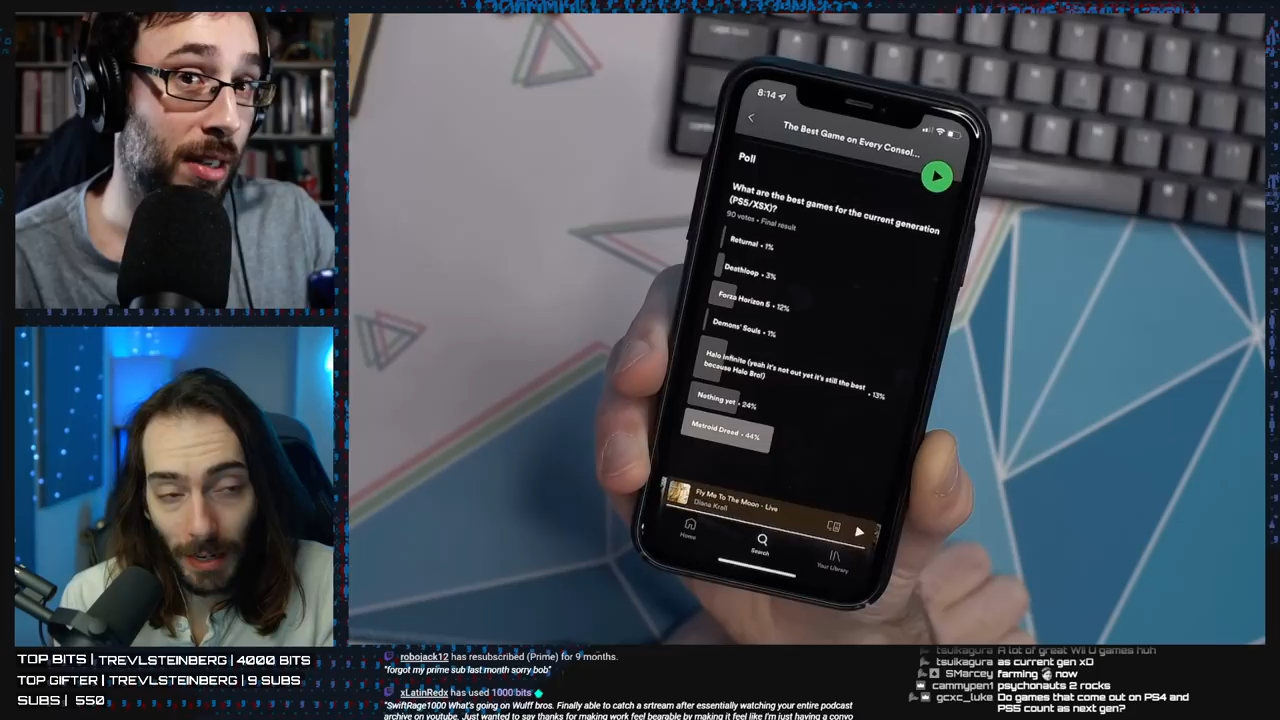 8:14
The Best Game on Every Consol...
Poll
What are the best games for the current generation
(PS5/XSX)?
90 votes • Final result
Returnal • 1%
Deathloop • 3%
Forza Horizon 5 • 12%
Demons' Souls • 1%
Halo Infinite (yeah it's not out yet it's still the best
because Halo Bro!) • 13%
Nothing yet • 24%
Metroid Dread • 44%
Fly Me To The Moon - Live
Diana Krall
Home
Search
Your Library
TOP BITS | TREVLSTEINBERG | 4000 BITS
TOP GIFTER | TREVLSTEINBERG | 9 SUBS
SUBS | 550
robojack12 has resubscribed (Prime) for 9 months.
"forgot my prime sub last month sorry bob"
xLatinRedx has used 1000 bits
"SwiftRage1000 What's going on Wulff bros. Finally able to catch a srtream after essentially watching your entire podcast
archive on youtube. Just wanted to say thanks for making work feel bearable by making it feel like I'm just having a convo
tsuikagura A lot of great Wii U games huh
tsuikagura as current gen xD
SMarcey farming now
cammypen1 psychonauts 2 rocks
gcxc_luke Do games that come out on PS4 and
PS5 count as next gen?